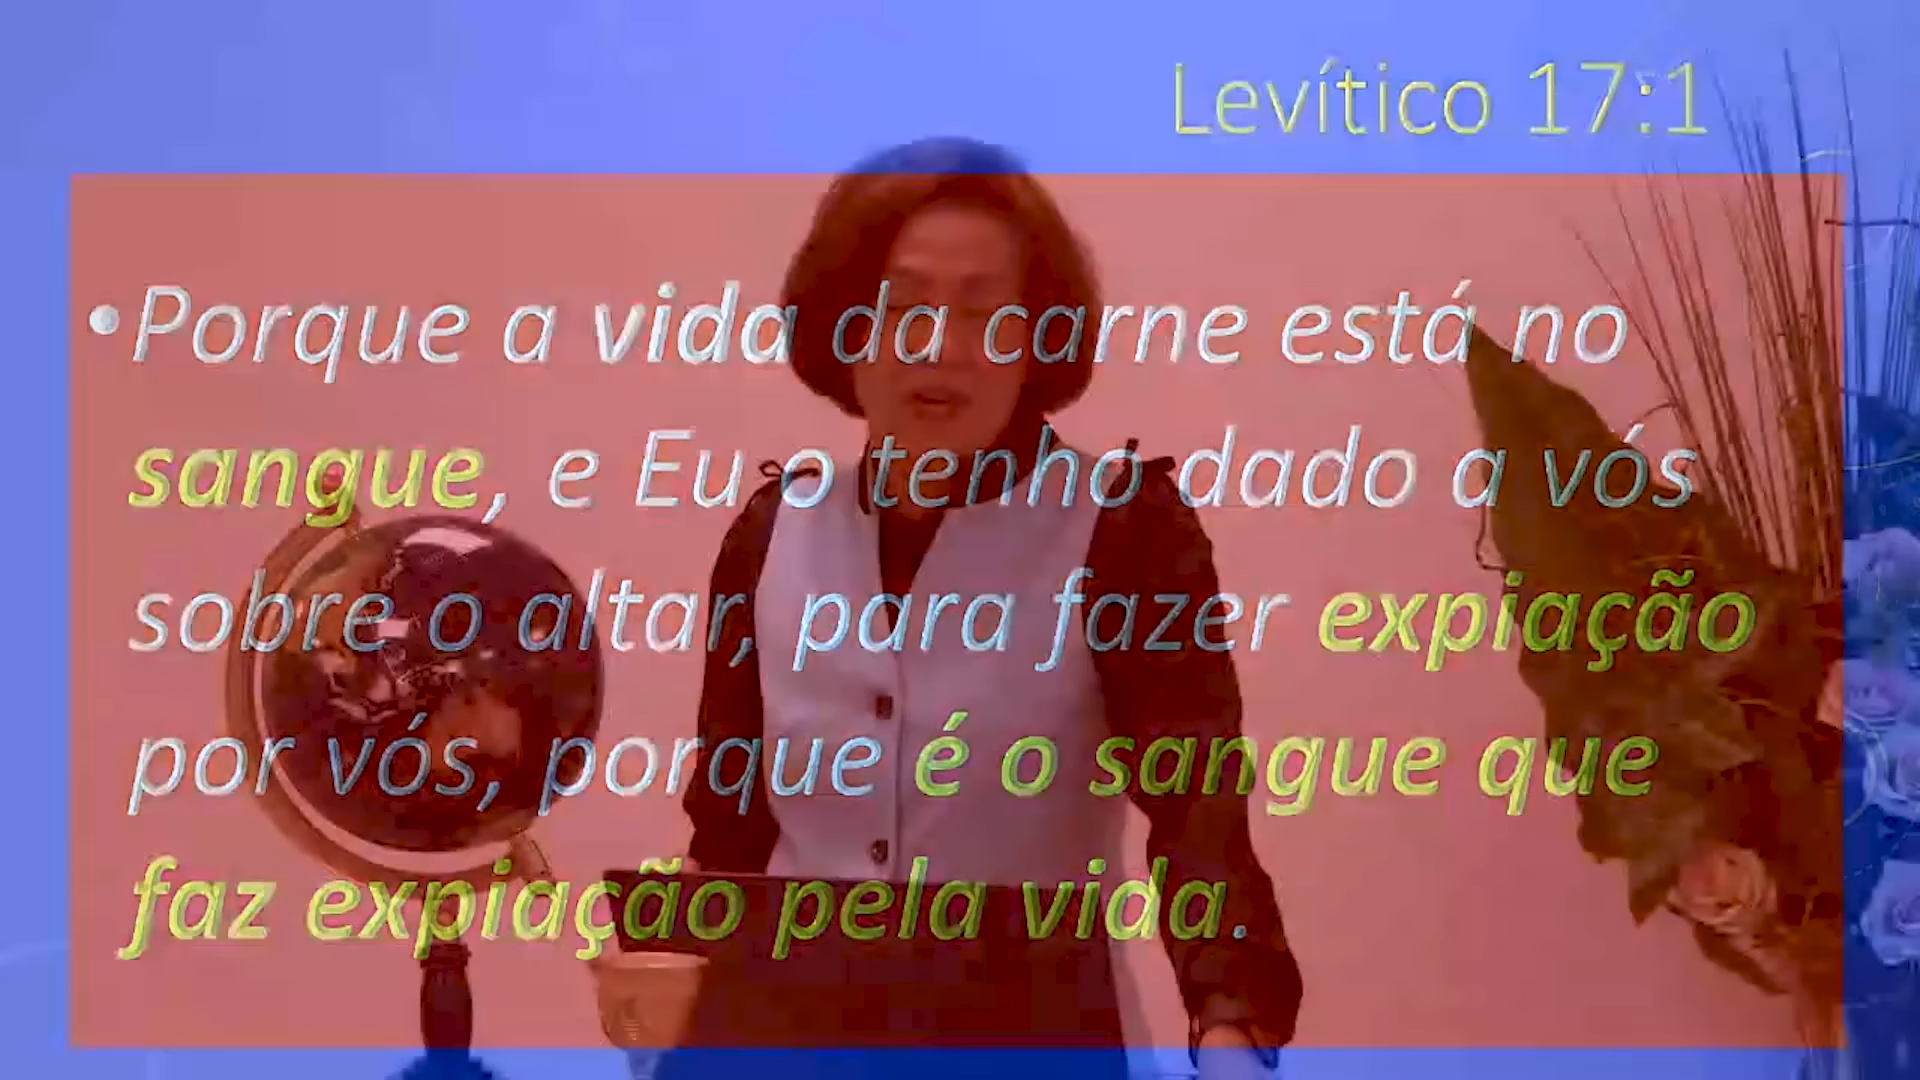 Levítico 17:1
•Porque a vida da carne está no
sangue, e Eu o tenho dado a vós
sobre o altar, para fazer expiação
por vós, porque é o sangue que
faz expiação pela vida.